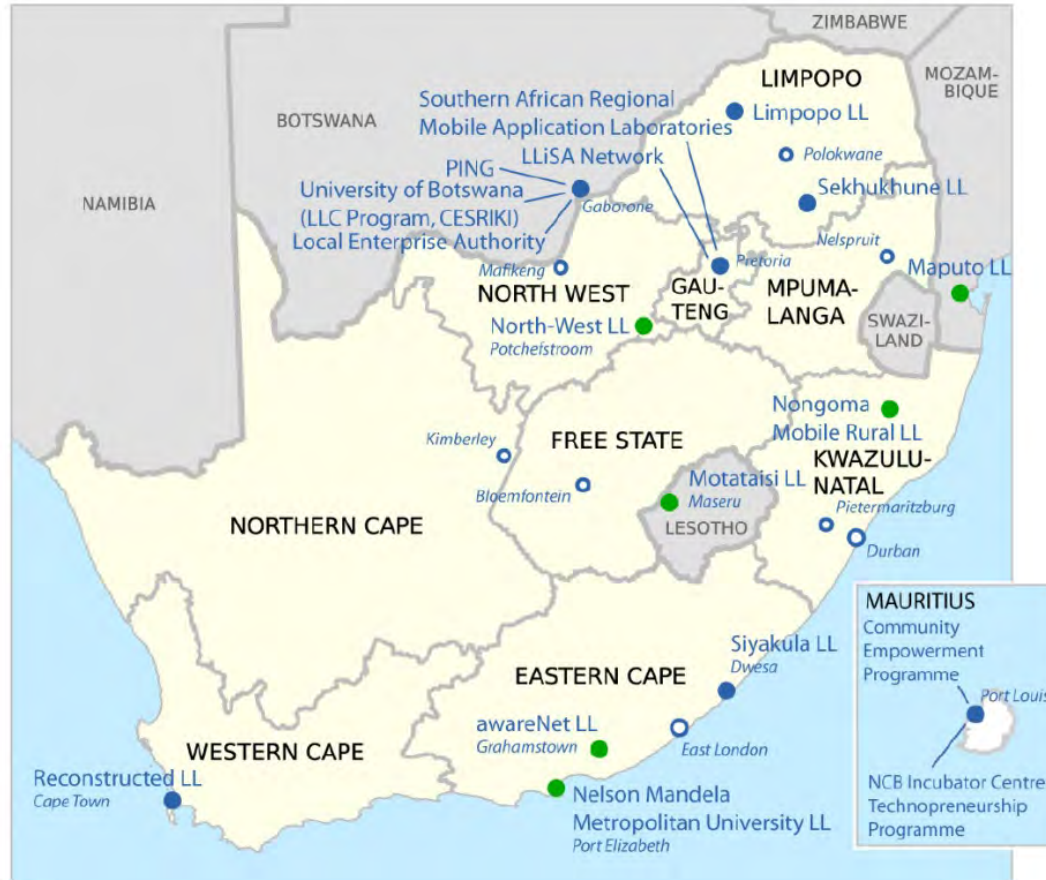 ZIMBABWE
LIMPOPO
MOZAM-
BIQUE
Southern African Regional
Mobile Application Laboratories
Limpopo LL
BOTSWANA
LLiSA Network
Polokwane
PING
University of Botswana
(LLC Program, CESRIKI)
Local Enterprise Authority
Gaborone
Sekhukhune LL
NAMIBIA
Nelspruit
Mafikeng
Pretoria
Maputo LL
NORTH WEST
GAU-
TENG
MPUMA-
LANGA
SWAZI-
LAND
North-West LL
Potchefstroom
Nongoma
Mobile Rural LL
KWAZULU-
NATAL
Kimberley
FREE STATE
Bloemfontein
Motataisi LL
Maseru
LESOTHO
Pietermaritzburg
Durban
NORTHERN CAPE
MAURITIUS
Community
Empowerment
Programme
Port Louis
NCB Incubator Centre
Technopreneurship
Programme
Siyakula LL
Dwesa
EASTERN CAPE
awareNet LL
Grahamstown
East London
WESTERN CAPE
Reconstructed LL
Cape Town
Nelson Mandela
Metropolitan University LL
Port Elizabeth